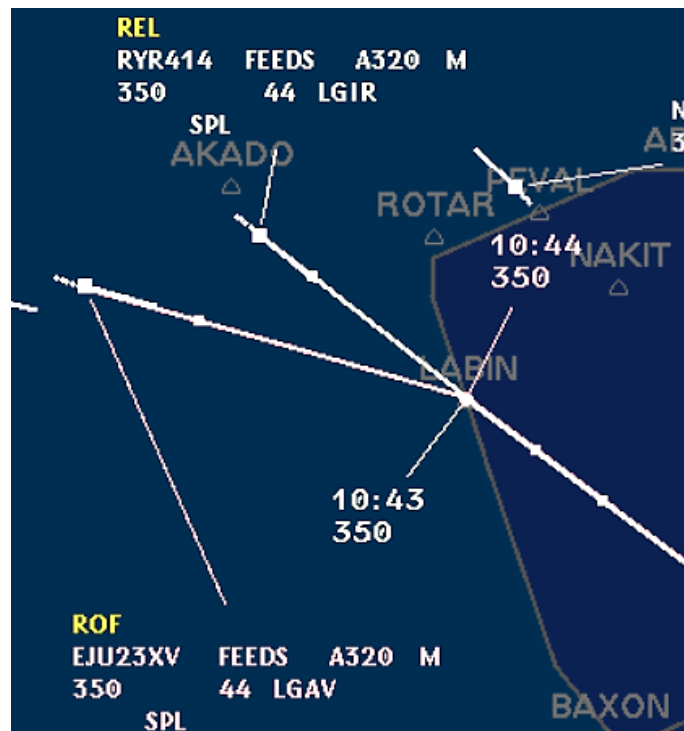 REL
RYR414 FEEDS A320 M
350 44 LGIR
SPL
AKADO
N
3
PEVAL
ROTAR
10:44
350
NAKIT
LABIN
10:43
350
ROF
EJU23XV FEEDS A320 M
350 44 LGAV
SPL
BAXON